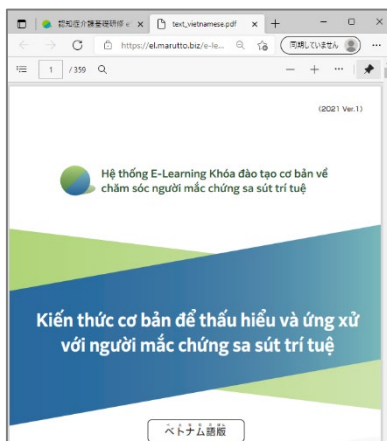 認知症介護基礎研修 e
text_vietnamese.pdf
https://el.marutto.biz/e-le...
同期していません
1 / 359
(2021 Ver.1)
Hệ thống E-Learning Khóa đào tạo cơ bản về
chăm sóc người mắc chứng sa sút trí tuệ
Kiến thức cơ bản để thấu hiểu và ứng xử
với người mắc chứng sa sút trí tuệ
ベトナム語版